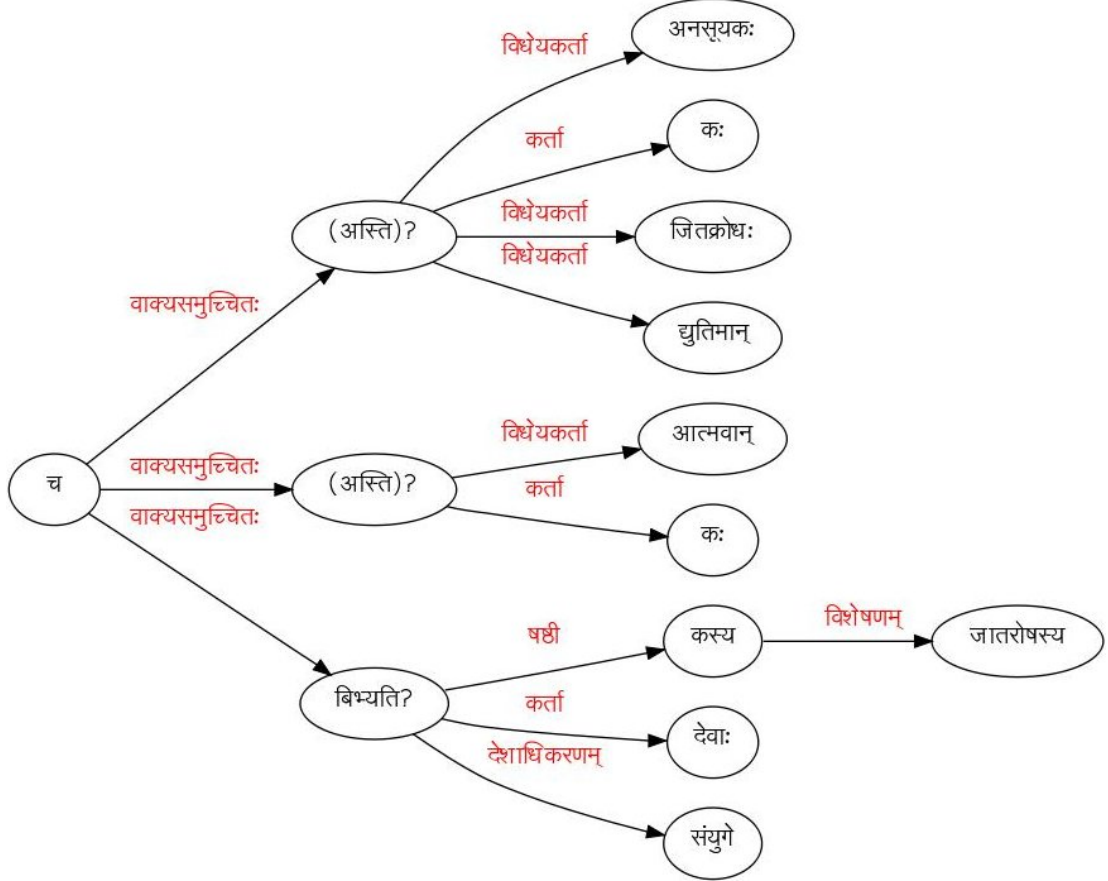 अनसूयकः
विधेयकर्ता
कः
कर्ता
विधेयकर्ता
(अस्ति)?
जितक्रोधः
विधेयकर्ता
वाक्यसमुच्चितः
द्युतिमान्
विधेयकर्ता
आत्मवान्
वाक्यसमुच्चितः
च
(अस्ति)?
कर्ता
वाक्यसमुच्चितः
कः
विशेषणम्
षष्ठी
कस्य
जातरोषस्य
बिभ्यति?
कर्ता
देवाः
देशाधिकरणम्
संयुगे